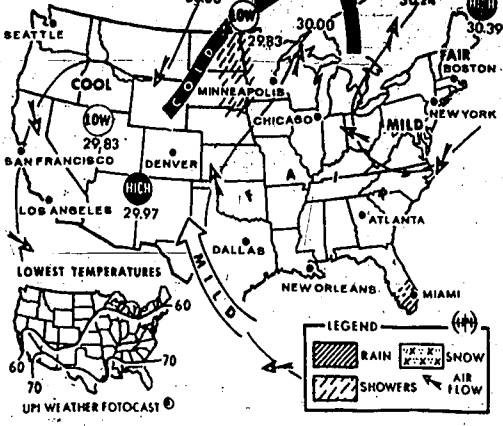 30.00
30.24
HIGH
30.39
SEATTLE
LOW
29.83
FAIR
BOSTON
COOL
COLD
MINNEAPOLIS
LOW
29.83
CHICAGO
MILD
NEW YORK
SAN FRANCISCO
DENVER
HIGH
29.97
FAIR
LOS ANGELES
ATLANTA
DALLAS
MILD
NEW ORLEANS
MIAMI
LOWEST TEMPERATURES
60
60
70
70
LEGEND
RAIN
SNOW
SHOWERS
AIR
FLOW
UPI WEATHER FOTOCAST ©